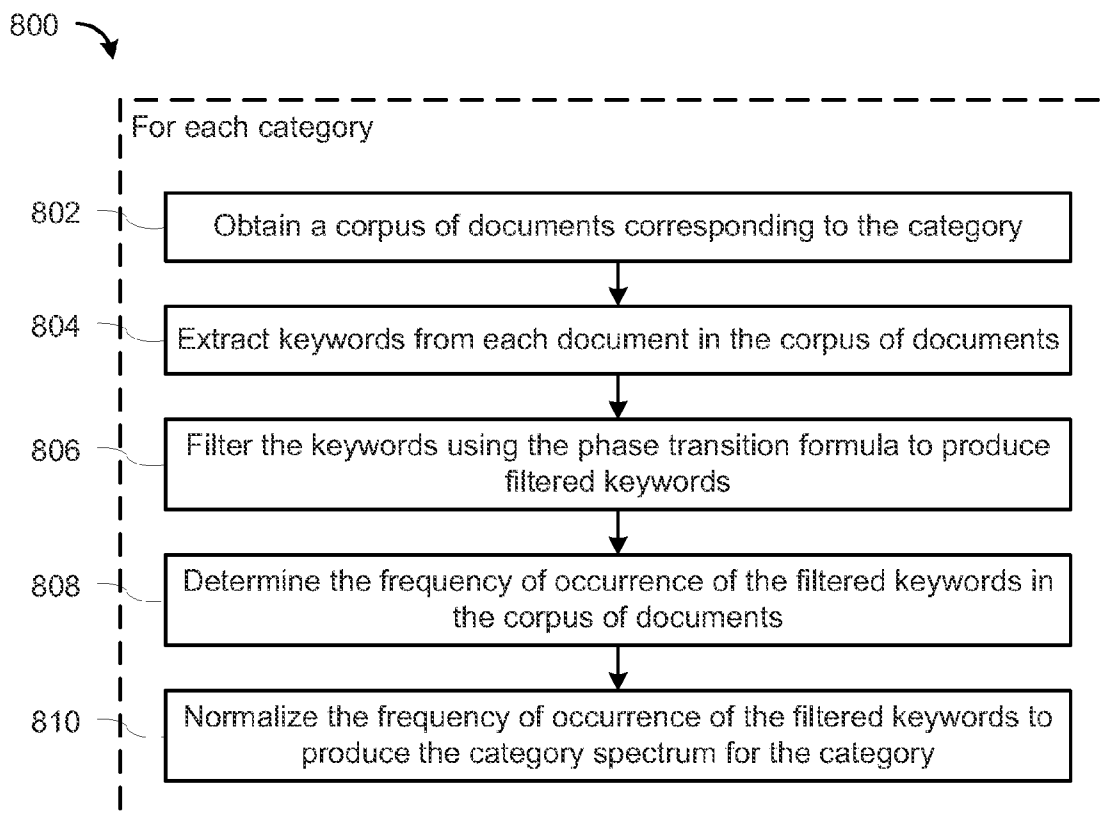 800
For each category
802
Obtain a corpus of documents corresponding to the category
804
Extract keywords from each document in the corpus of documents
806
Filter the keywords using the phase transition formula to produce
filtered keywords
808
Determine the frequency of occurrence of the filtered keywords in
the corpus of documents
810
Normalize the frequency of occurrence of the filtered keywords to
produce the category spectrum for the category